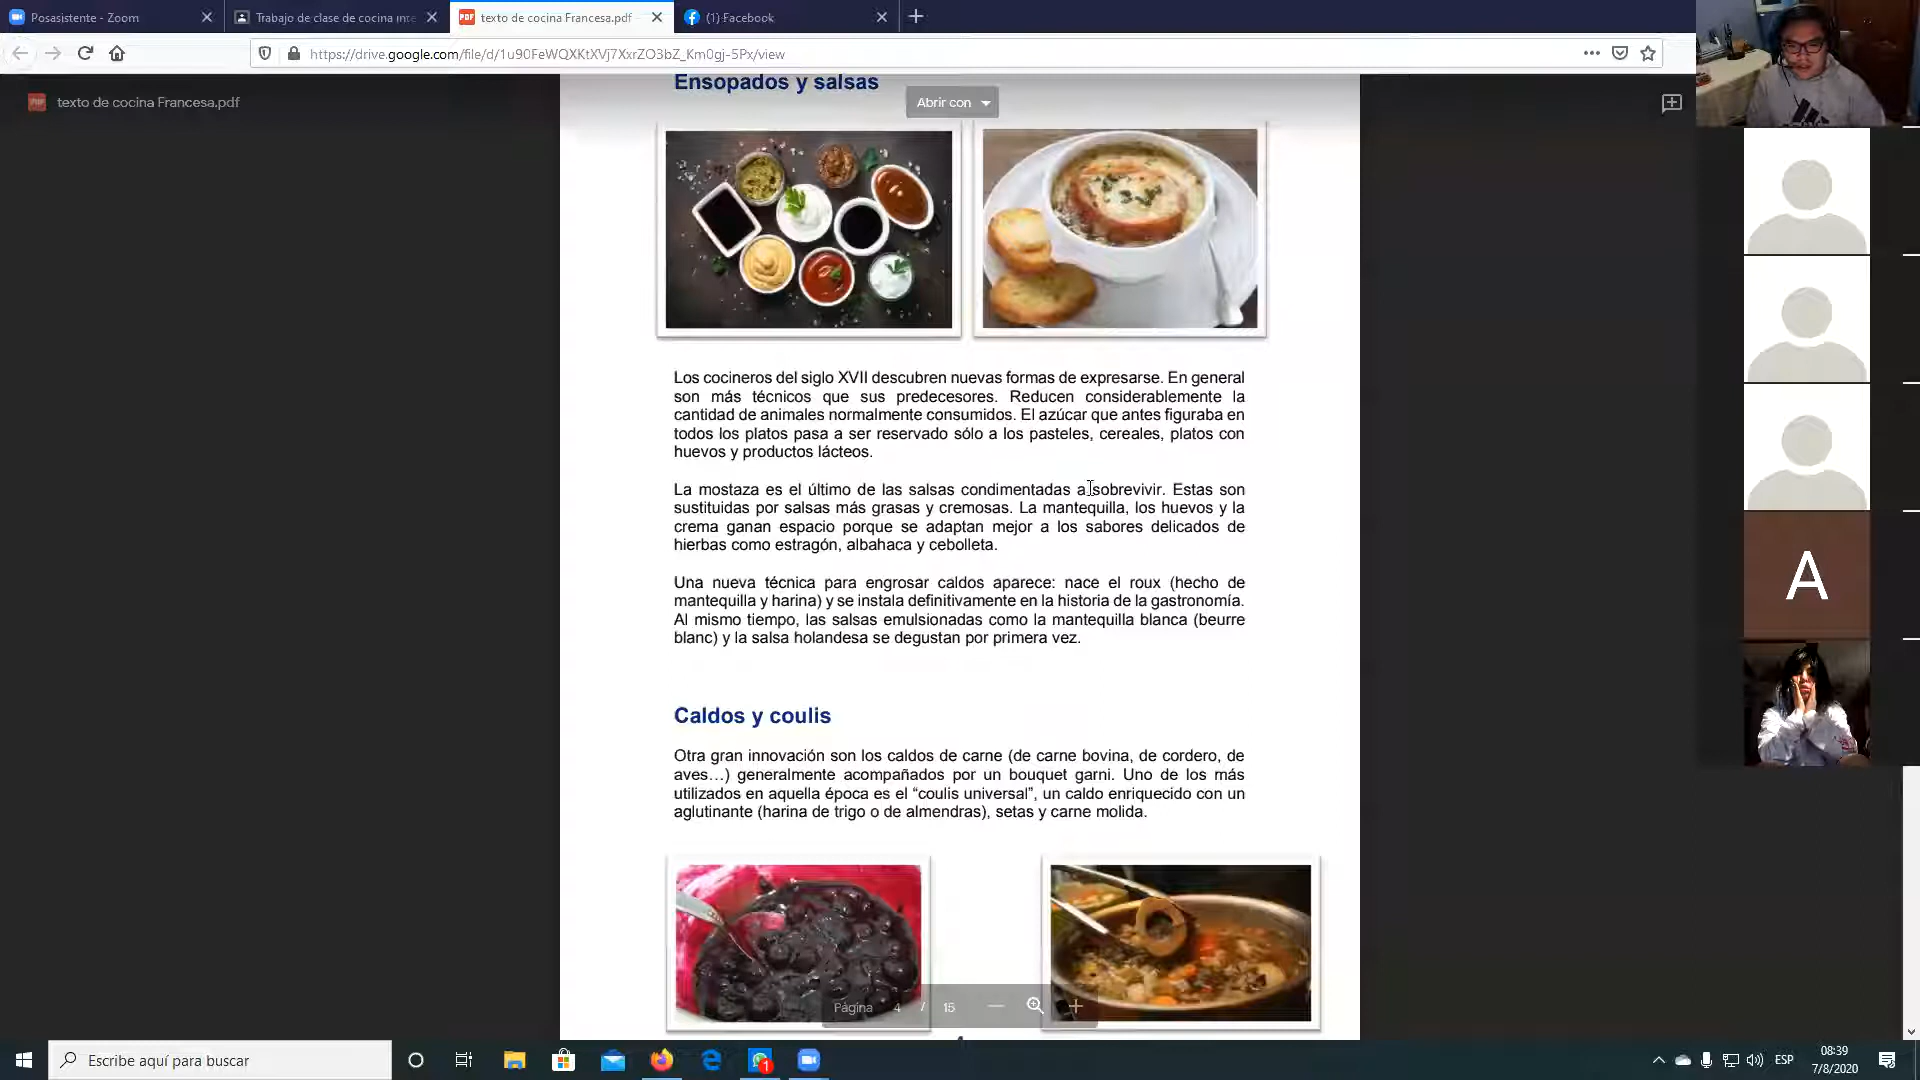 Posasistente - Zoom
Trabajo de clase de cocina inte
texto de cocina Francesa.pdf
(1) Facebook
https://drive.google.com/file/d/1u90FeWQXKtXVj7XxrZO3bZ_Km0gj-5Px/view
Ensopados y salsas
texto de cocina Francesa.pdf
Abrir con
Los cocineros del siglo XVII descubren nuevas formas de expresarse. En general
son más técnicos que sus predecesores. Reducen considerablemente la
cantidad de animales normalmente consumidos. El azúcar que antes figuraba en
todos los platos pasa a ser reservado sólo a los pasteles, cereales, platos con
huevos y productos lácteos.
La mostaza es el último de las salsas condimentadas a sobrevivir. Estas son
sustituidas por salsas más grasas y cremosas. La mantequilla, los huevos y la
crema ganan espacio porque se adaptan mejor a los sabores delicados de
hierbas como estragón, albahaca y cebolleta.
Una nueva técnica para engrosar caldos aparece: nace el roux (hecho de
mantequilla y harina) y se instala definitivamente en la historia de la gastronomía.
Al mismo tiempo, las salsas emulsionadas como la mantequilla blanca (beurre
blanc) y la salsa holandesa se degustan por primera vez.
A
Caldos y coulis
Otra gran innovación son los caldos de carne (de carne bovina, de cordero, de
aves…) generalmente acompañados por un bouquet garni. Uno de los más
utilizados en aquella época es el “coulis universal”, un caldo enriquecido con un
aglutinante (harina de trigo o de almendras), setas y carne molida.
Página 4 / 15
Escribe aquí para buscar
1
ESP
08:39
7/8/2020